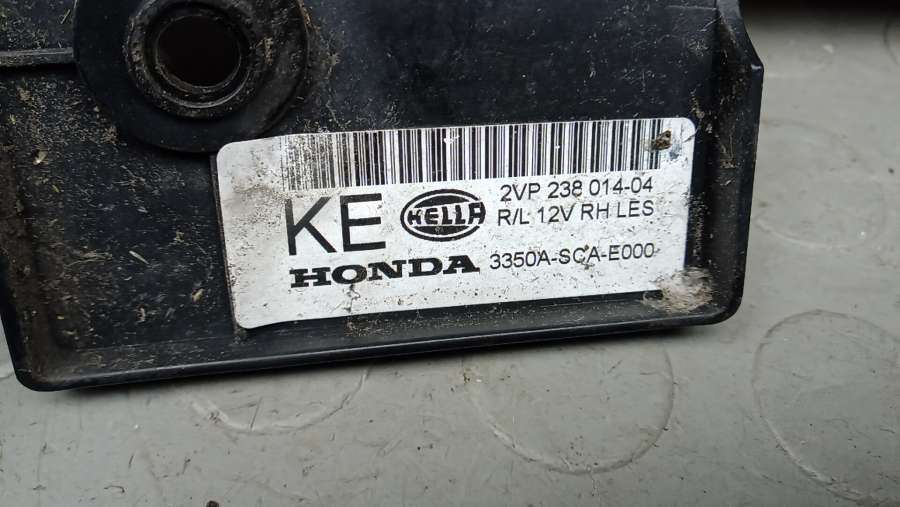 2VP 238 014-04
KE HELLA R/L 12V RH LES
HONDA 3350A-SCA-E000